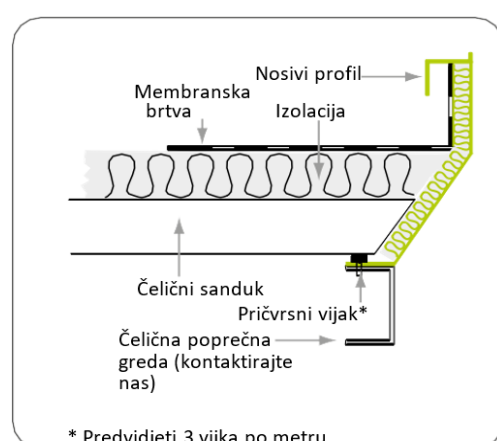 Nosivi profil
Membranska
brtva
Izolacija
Čelični sanduk
Pričvrsni vijak*
Čelična poprečna
greda (kontaktirajte
nas)
* Predvidjeti 3 vijka po metru